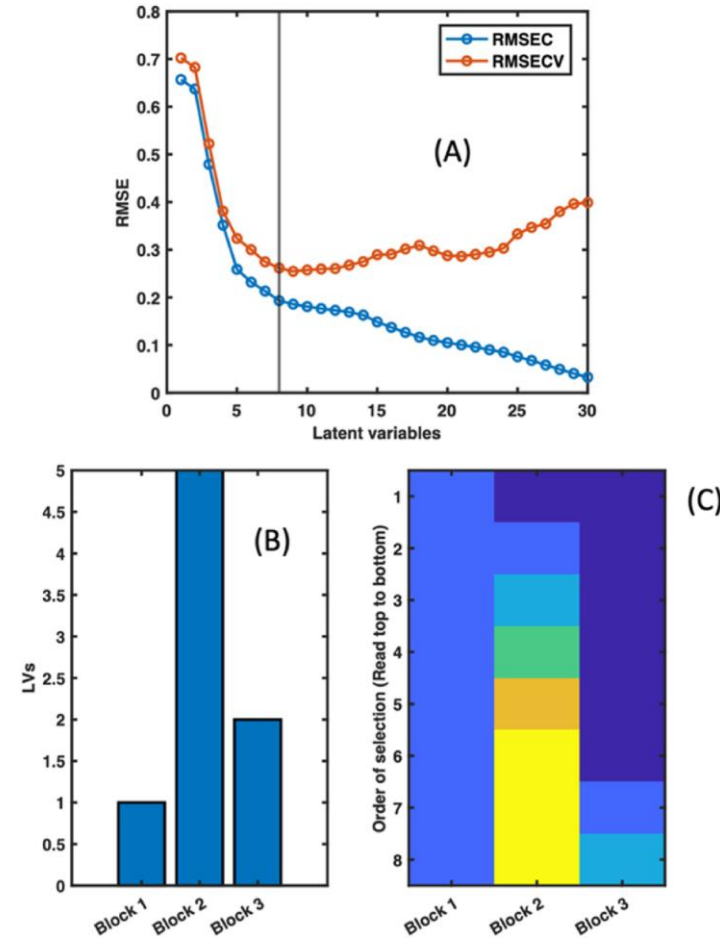 0.8
0.7
0.6
0.5
0.4
0.3
0.2
0.1
0
RMSE
RMSEC
RMSECV
(A)
0 5 10 15 20 25 30
Latent variables
5
4.5
4
3.5
3
2.5
2
1.5
1
0.5
0
LVs
(B)
Block 1 Block 2 Block 3
Order of selection (Read top to bottom)
1
2
3
4
5
6
7
8
(C)
Block 1 Block 2 Block 3